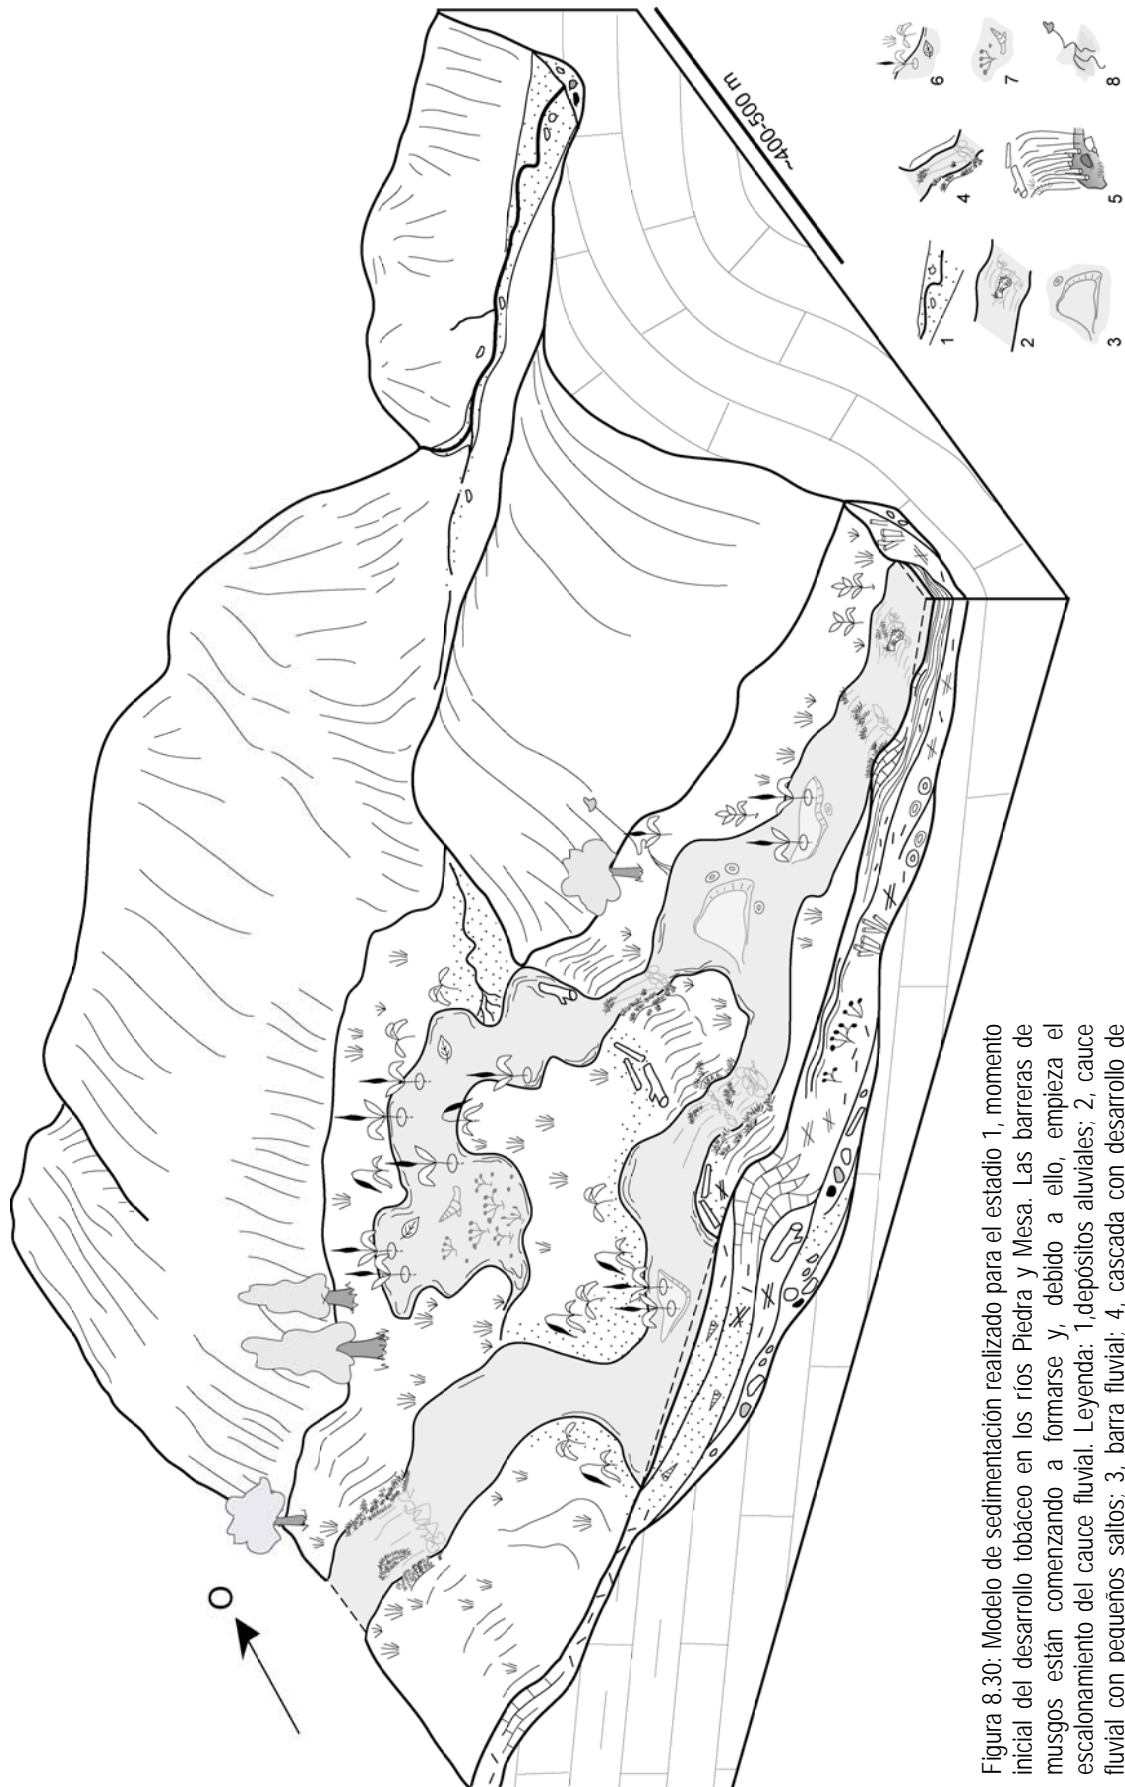 O
~400-500 m
1
2
3
4
5
6
7
8
Figura 8.30: Modelo de sedimentación realizado para el estadio 1, momento
inicial del desarrollo tobáceo en los ríos Piedra y Mesa. Las barreras de
musgos están comenzando a formarse y, debido a ello, empieza el
escalonamiento del cauce fluvial. Leyenda: 1,depósitos aluviales; 2, cauce
fluvial con pequeños saltos; 3, barra fluvial; 4, cascada con desarrollo de